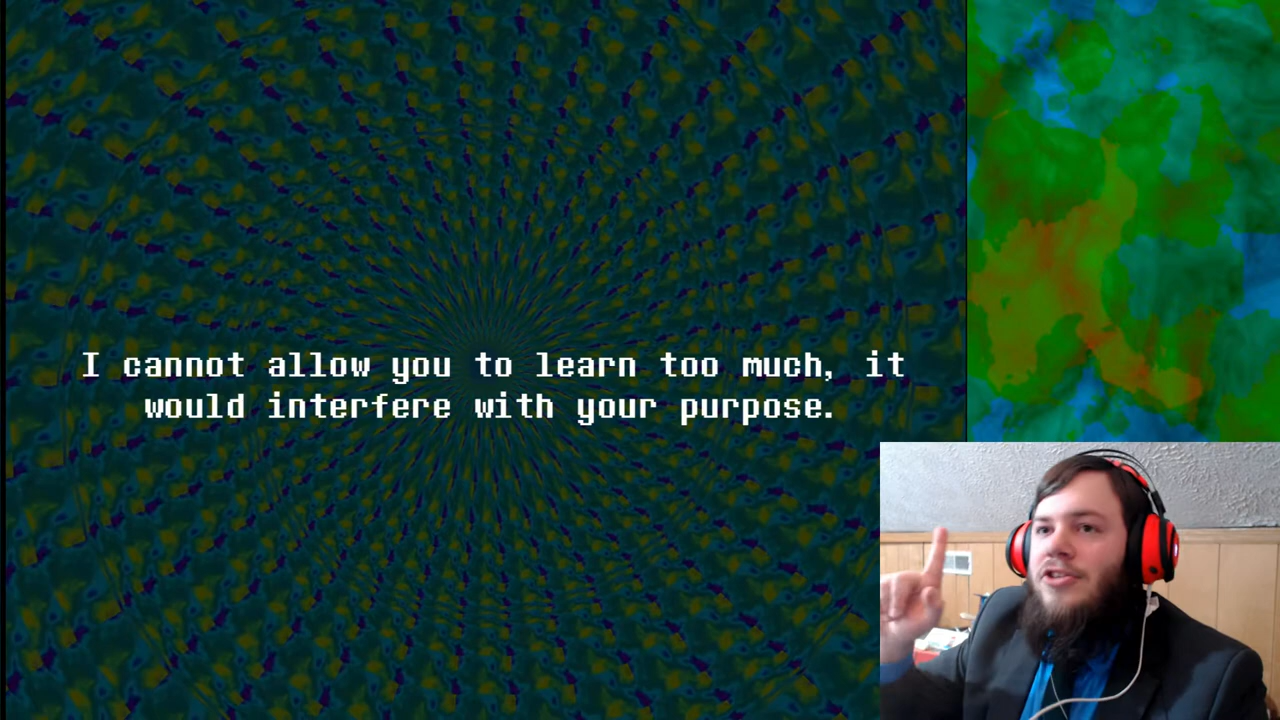 I cannot allow you to learn too much, it
would interfere with your purpose.